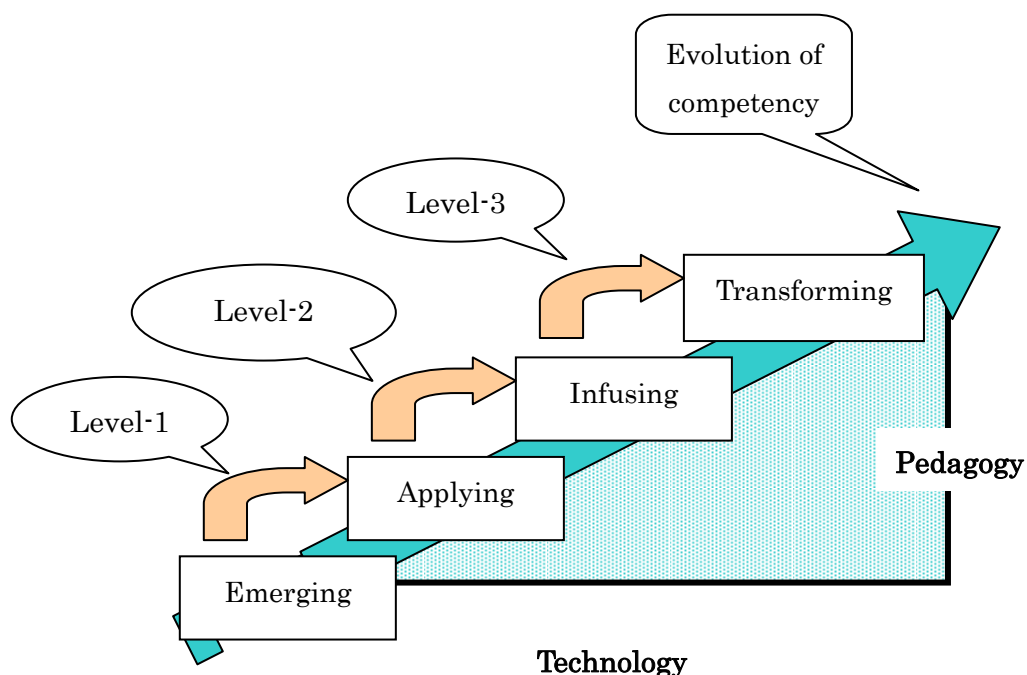 Evolution of
competency
Level-3
Transforming
Level-2
Infusing
Level-1
Pedagogy
Applying
Emerging
Technology